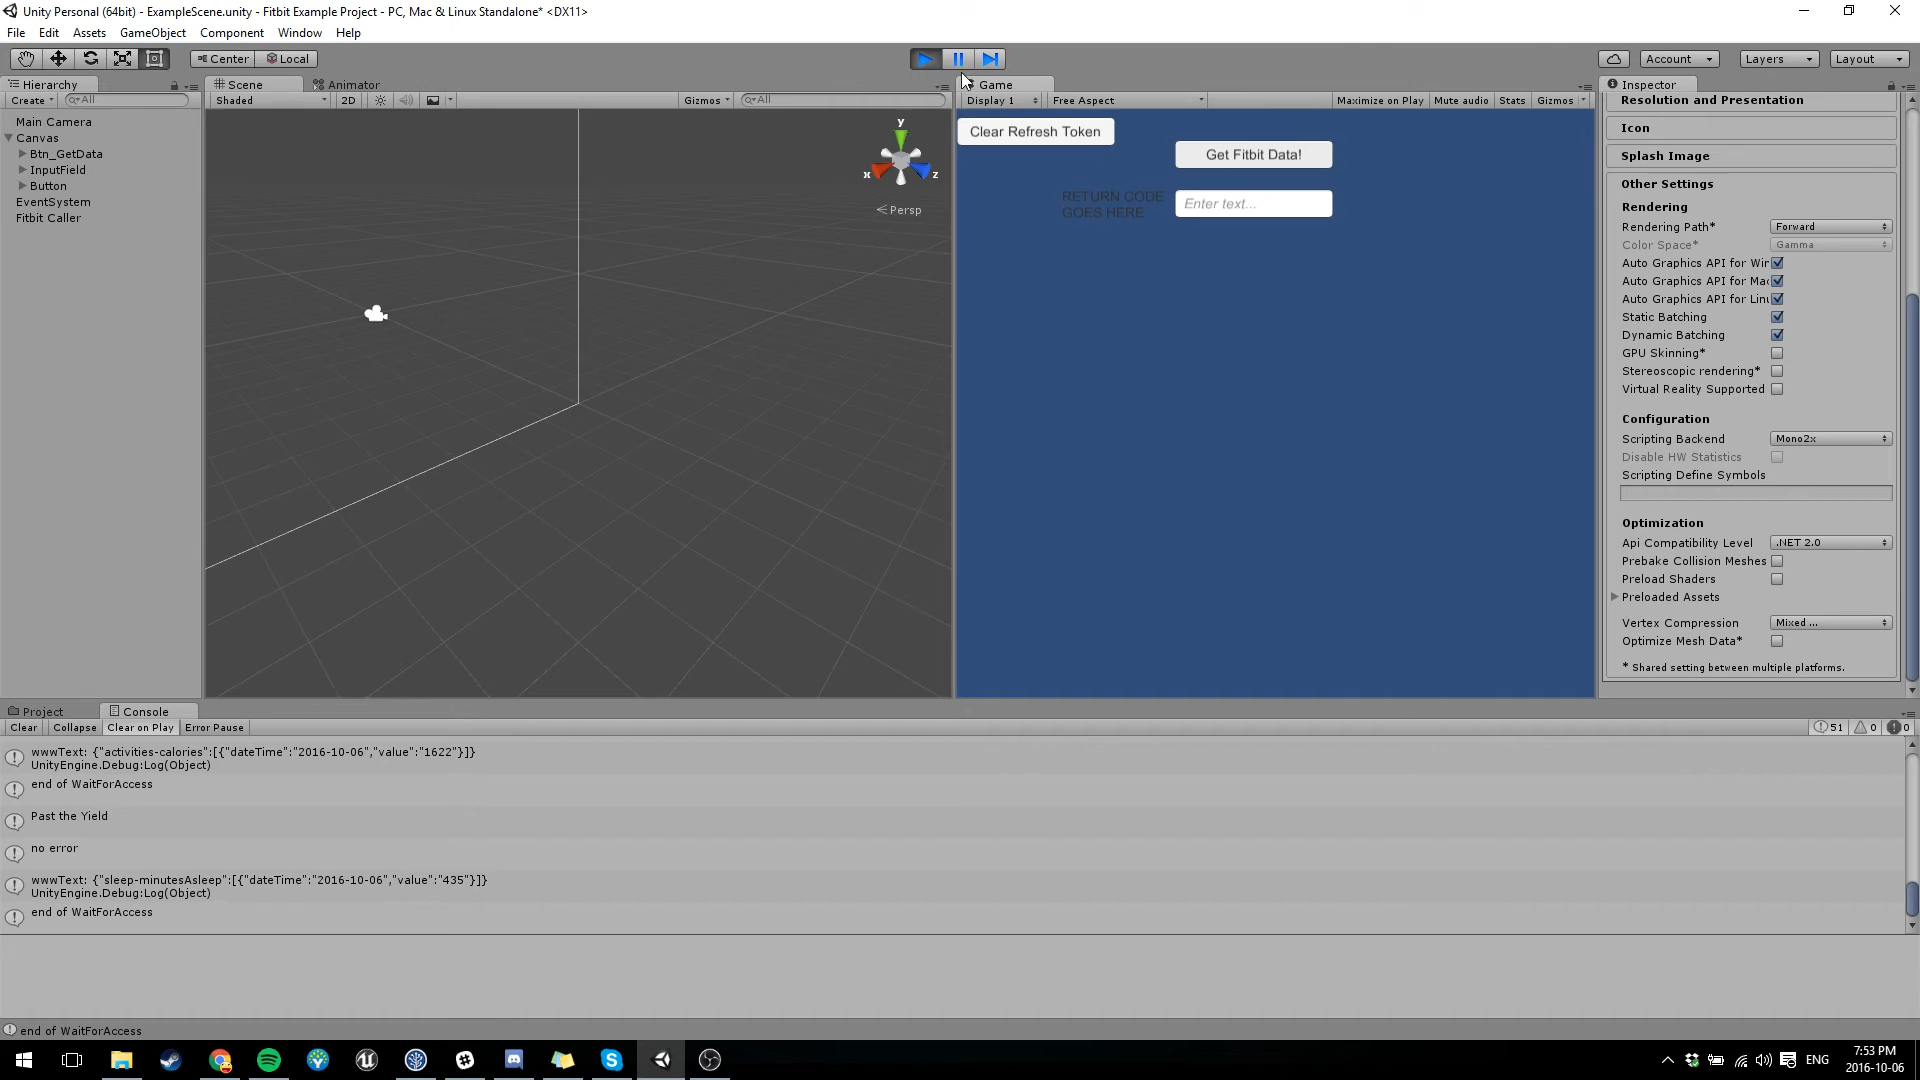 Unity Personal (64bit) - ExampleScene.unity - Fitbit Example Project - PC, Mac & Linux Standalone* <DX11>
File Edit Assets GameObject Component Window Help
Center Local Account Layers Layout
Hierarchy Scene Animator Game Inspector
Create All Shaded 2D Gizmos All Display 1 Free Aspect Maximize on Play Mute audio Stats Gizmos
Resolution and Presentation
Main Camera
Canvas
Btn_GetData
InputField
Button
EventSystem
Fitbit Caller
y
x
z
Persp
Clear Refresh Token
Get Fitbit Data!
RETURN CODE
GOES HERE
Enter text...
Icon
Splash Image
Other Settings
Rendering
Rendering Path* Forward
Color Space* Gamma
Auto Graphics API for Win
Auto Graphics API for Mac
Auto Graphics API for Linu
Static Batching
Dynamic Batching
GPU Skinning*
Stereoscopic rendering*
Virtual Reality Supported
Configuration
Scripting Backend Mono2x
Disable HW Statistics
Scripting Define Symbols
Optimization
Api Compatibility Level .NET 2.0
Prebake Collision Meshes
Preload Shaders
Preloaded Assets
Vertex Compression Mixed ...
Optimize Mesh Data*
* Shared setting between multiple platforms.
Project Console
Clear Collapse Clear on Play Error Pause 51 0 0
wwwText: {"activities-calories":[{"dateTime":"2016-10-06","value":"1622"}]}
UnityEngine.Debug:Log(Object)
end of WaitForAccess
Past the Yield
no error
wwwText: {"sleep-minutesAsleep":[{"dateTime":"2016-10-06","value":"435"}]}
UnityEngine.Debug:Log(Object)
end of WaitForAccess
end of WaitForAccess
ENG
7:53 PM
2016-10-06